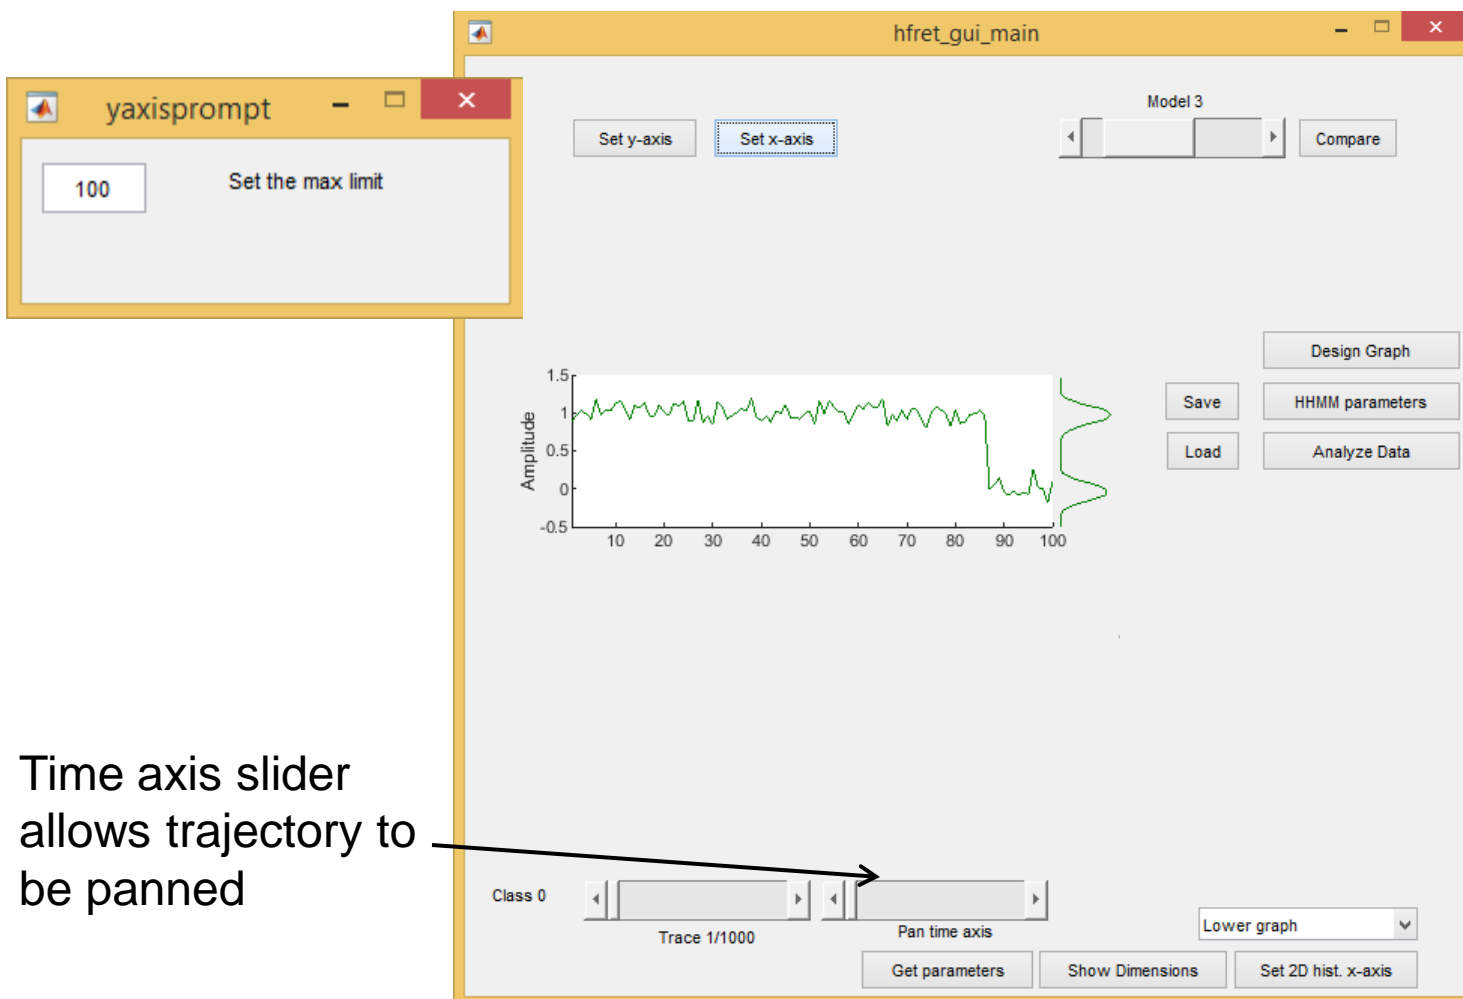 hfret_gui_main
yaxisprompt
100
Set the max limit
Set y-axis
Set x-axis
Model 3
Compare
Design Graph
Save
HHMM parameters
Load
Analyze Data
Amplitude
1.5
1
0.5
0
-0.5
10 20 30 40 50 60 70 80 90 100
Time axis slider
allows trajectory to
be panned
Class 0
Trace 1/1000
Pan time axis
Lower graph
Get parameters
Show Dimensions
Set 2D hist. x-axis